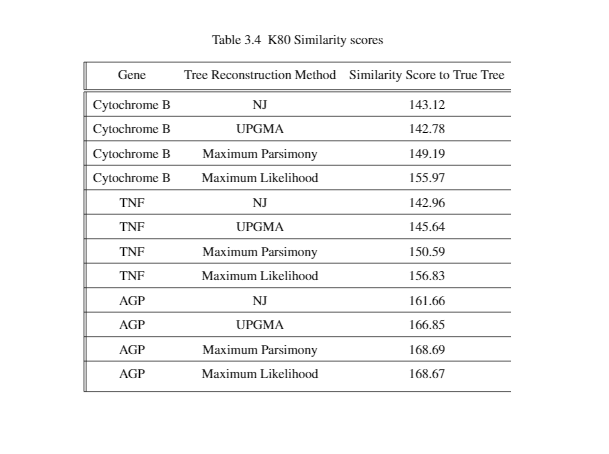 Table 3.4 K80 Similarity scores
Gene Tree Reconstruction Method Similarity Score to True Tree
Cytochrome B NJ 143.12
Cytochrome B UPGMA 142.78
Cytochrome B Maximum Parsimony 149.19
Cytochrome B Maximum Likelihood 155.97
TNF NJ 142.96
TNF UPGMA 145.64
TNF Maximum Parsimony 150.59
TNF Maximum Likelihood 156.83
AGP NJ 161.66
AGP UPGMA 166.85
AGP Maximum Parsimony 168.69
AGP Maximum Likelihood 168.67